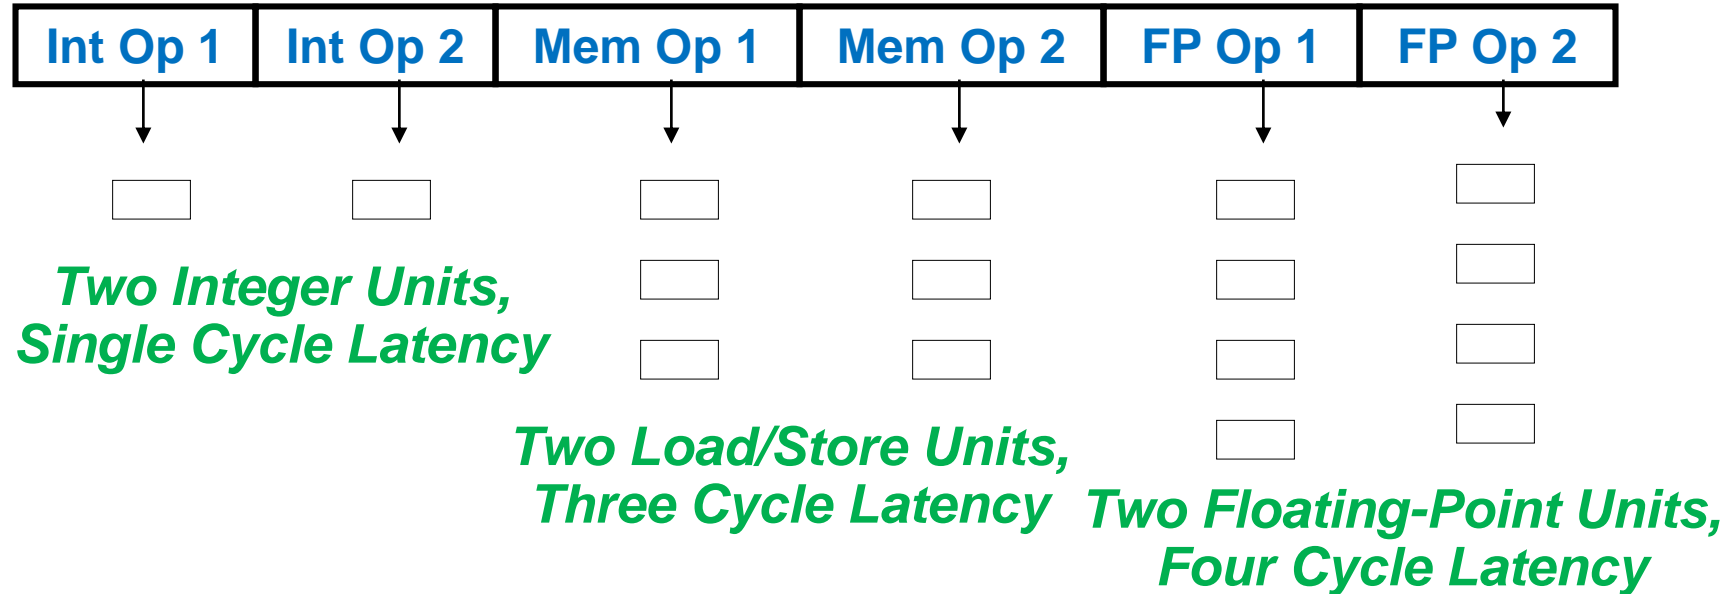 Int Op 1 Int Op 2 Mem Op 1 Mem Op 2 FP Op 1 FP Op 2
Two Integer Units,
Single Cycle Latency
Two Load/Store Units,
Three Cycle Latency
Two Floating-Point Units,
Four Cycle Latency